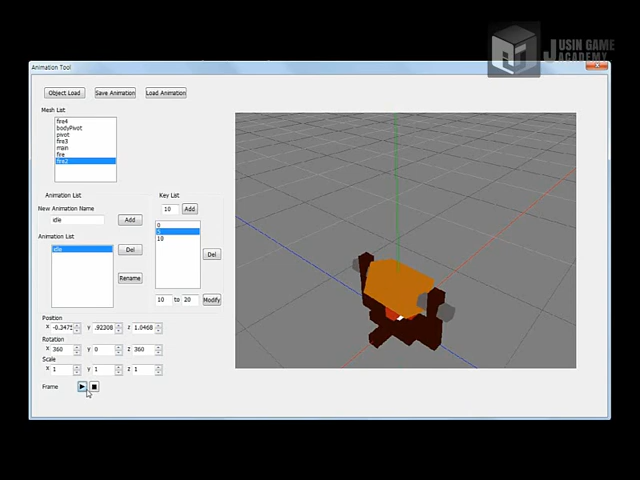 JUSIN GAME
ACADEMY
Animation Tool
Object Load Save Animation Load Animation
Mesh List
fire4
bodyPivot
pivot
fire3
main
fire
fire2
Animation List
Key List
New Animation Name
10 Add
idle
Add
0
5
10
Animation List
idle
Del
Del
Rename
10 to 20 Modify
Position
X -0.3475 y .92308 z 1.0468
Rotation
X 360 y 0 z 360
Scale
X 1 y 1 z 1
Frame